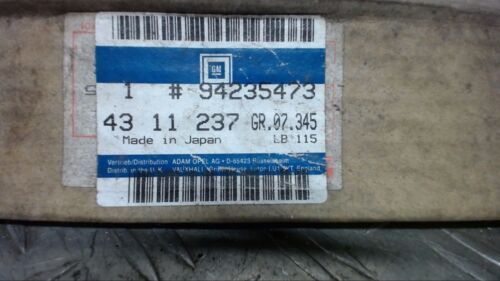 GM
1 # 94235473
43 11 237 GR.07.345
Made in Japan LB 115
Vertrieb/Distribution ADAM OPEL AG • D-65423 Rüsselsheim
Distrib. in the U.K. VAUXHALL England